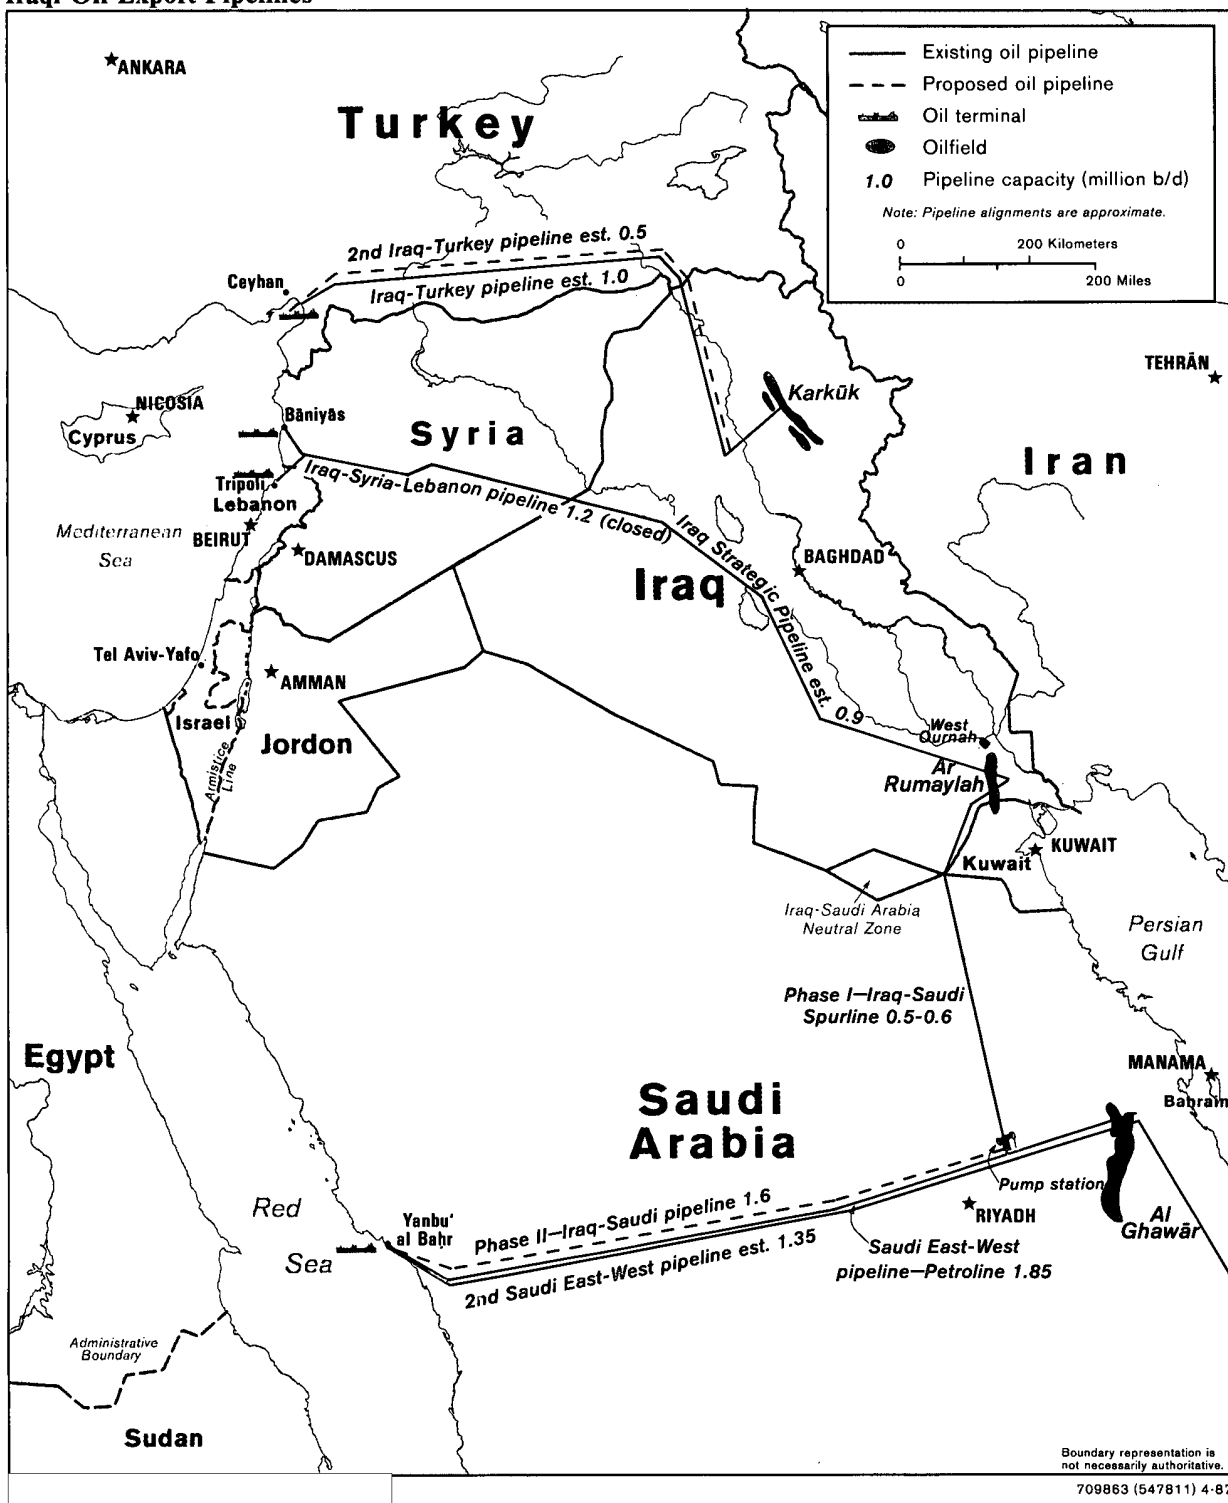 Iraq: Oil Export Pipelines
Existing oil pipeline
Proposed oil pipeline
Oil terminal
Oilfield
1.0 Pipeline capacity (million b/d)
Note: Pipeline alignments are approximate.
0 200 Kilometers
0 200 Miles
ANKARA
Turkey
2nd Iraq-Turkey pipeline est. 0.5
Ceyhan
Iraq-Turkey pipeline est. 1.0
TEHRĀN
Karkūk
NICOSIA
Cyprus
Bāniyās
Syria
Iran
Iraq-Syria-Lebanon pipeline 1.2 (closed)
Tripoli
Lebanon
Mediterranean
Sea
BEIRUT
DAMASCUS
Iraq Strategic Pipeline est. 0.9
BAGHDAD
Iraq
Tel Aviv-Yafo
AMMAN
Israel
Jordon
Armistice
Line
West
Qurnah
Ar
Rumaylah
KUWAIT
Kuwait
Iraq-Saudi Arabia
Neutral Zone
Persian
Gulf
Phase I—Iraq-Saudi
Spurline 0.5-0.6
Egypt
MANAMA
Bahrain
Saudi
Arabia
Pump station
Red
Sea
Yanbu'
al Baḥr
Phase II—Iraq-Saudi pipeline 1.6
RIYADH
Al
Ghawār
2nd Saudi East-West pipeline est. 1.35
Saudi East-West
pipeline—Petroline 1.85
Administrative
Boundary
Sudan
Boundary representation is
not necessarily authoritative.
709863 (547811) 4-87